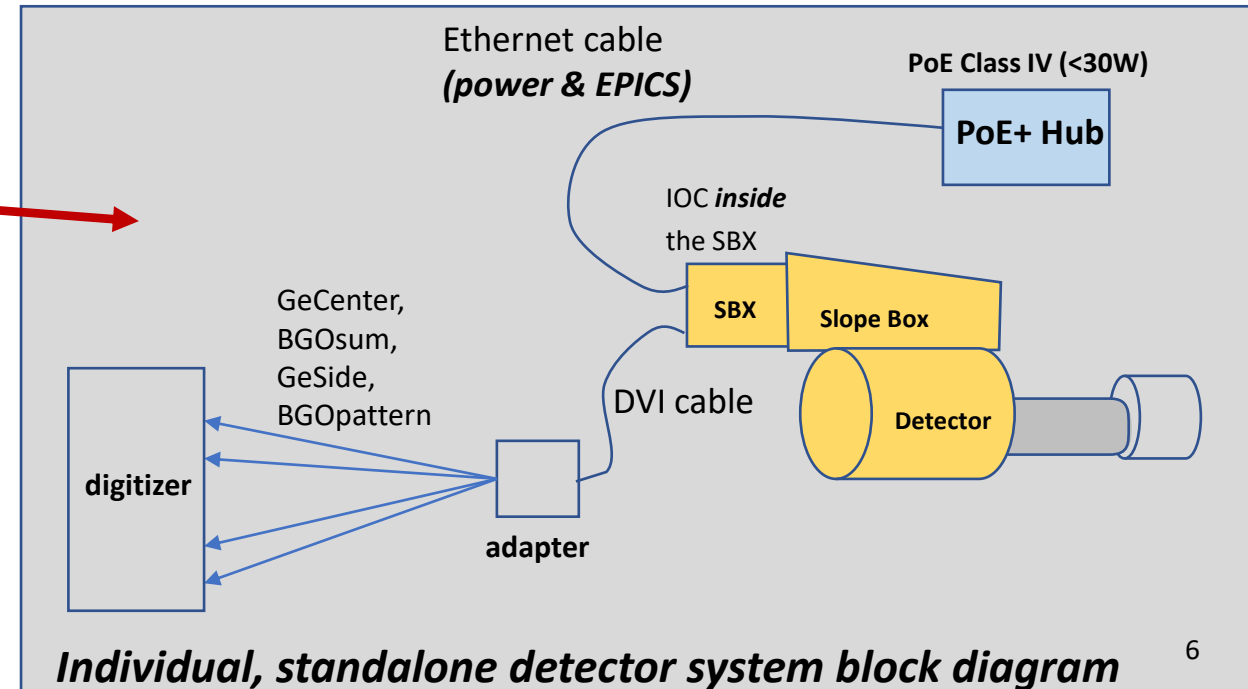 Ethernet cable
(power & EPICS)
PoE Class IV (<30W)
PoE+ Hub
IOC inside
the SBX
SBX
Slope Box
GeCenter,
BGOsum,
GeSide,
BGOpattern
DVI cable
Detector
digitizer
adapter
Individual, standalone detector system block diagram
6